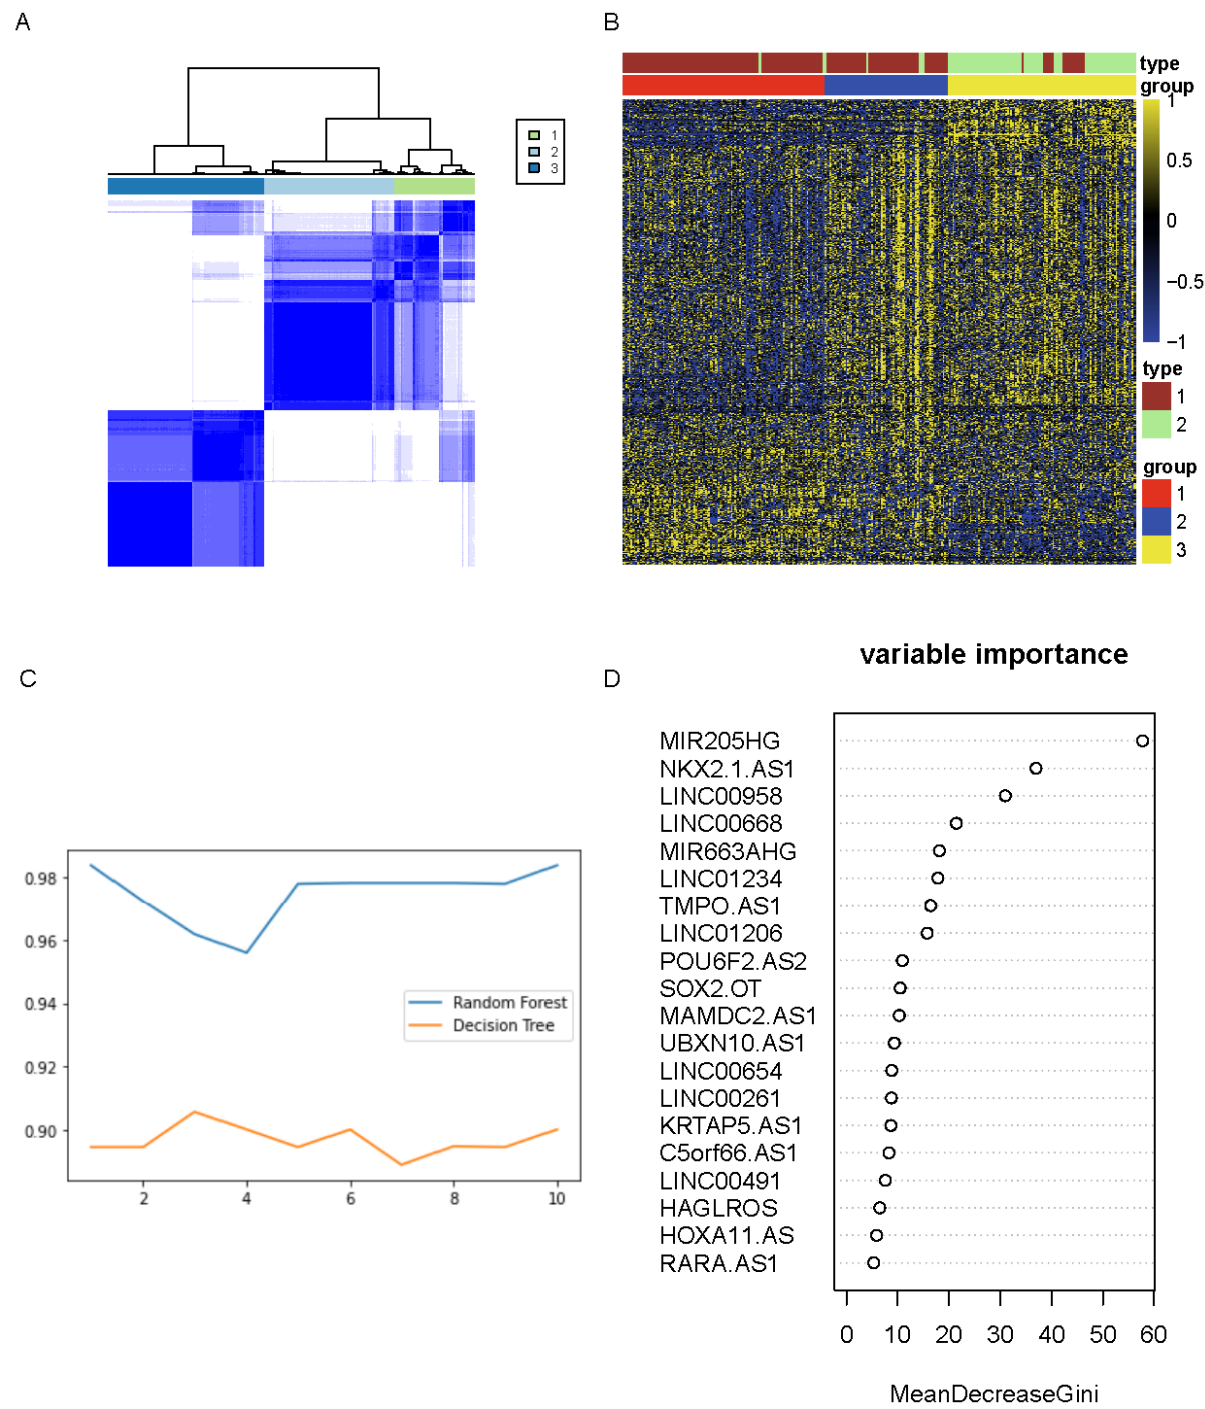 A
1
2
3
B
type
group
1
0.5
0
−0.5
−1
type
1
2
group
1
2
3
C
0.98
0.96
0.94
0.92
0.90
2
4
6
8
10
Random Forest
Decision Tree
D
variable importance
MIR205HG
NKX2.1.AS1
LINC00958
LINC00668
MIR663AHG
LINC01234
TMPO.AS1
LINC01206
POU6F2.AS2
SOX2.OT
MAMDC2.AS1
UBXN10.AS1
LINC00654
LINC00261
KRTAP5.AS1
C5orf66.AS1
LINC00491
HAGLROS
HOXA11.AS
RARA.AS1
0 10 20 30 40 50 60
MeanDecreaseGini